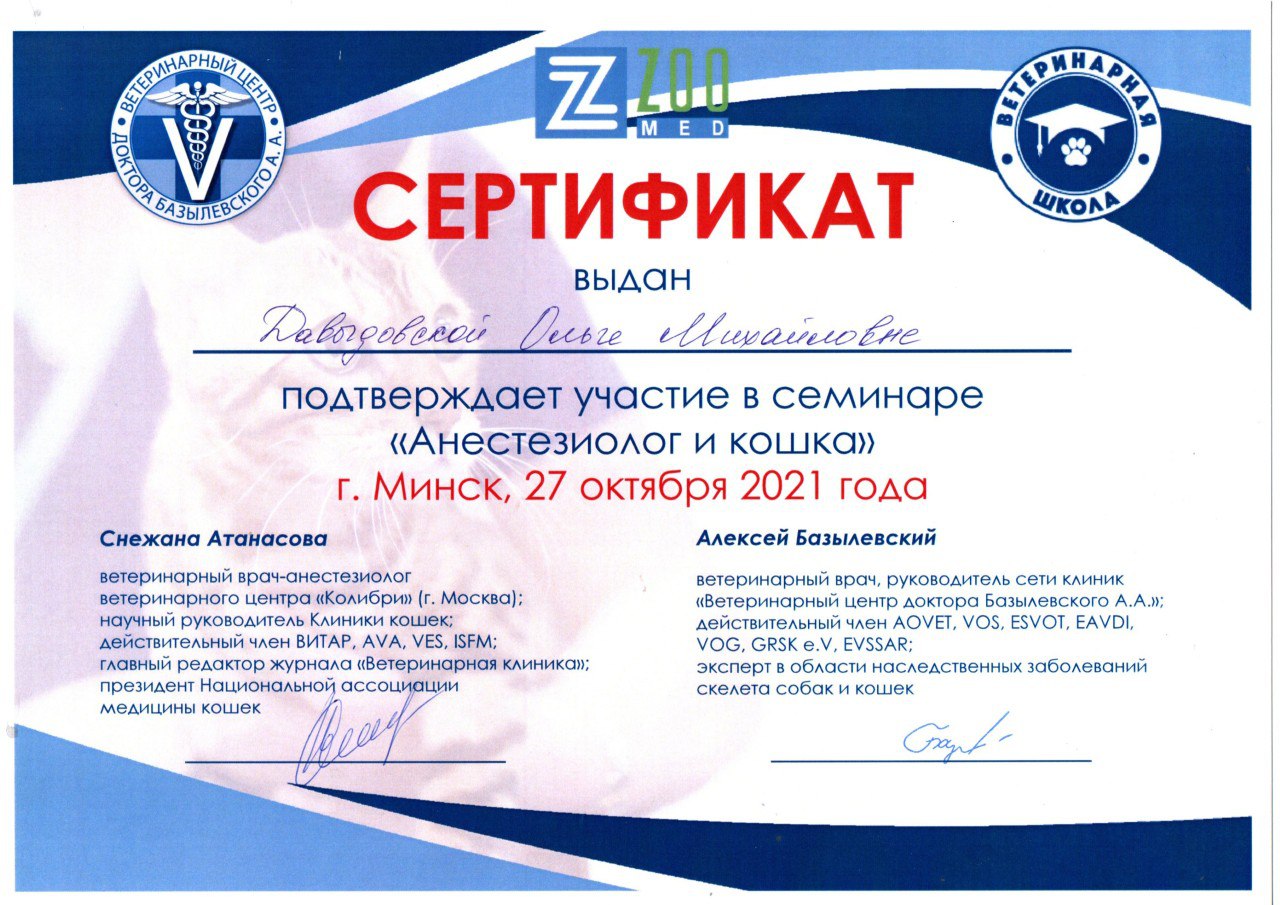 ВЕТЕРИНАРНЫЙ ЦЕНТР
ДОКТОРА БАЗЫЛЕВСКОГО А. А.
V
Z ZOO
MED
ВЕТЕРИНАРНАЯ
ШКОЛА
СЕРТИФИКАТ
выдан
Давыдовской Ольге Михайловне
подтверждает участие в семинаре
«Анестезиолог и кошка»
г. Минск, 27 октября 2021 года
Снежана Атанасова
ветеринарный врач-анестезиолог
ветеринарного центра «Колибри» (г. Москва);
научный руководитель Клиники кошек;
действительный член ВИТАР, AVA, VES, ISFM;
главный редактор журнала «Ветеринарная клиника»;
президент Национальной ассоциации
медицины кошек
Алексей Базылевский
ветеринарный врач, руководитель сети клиник
«Ветеринарный центр доктора Базылевского А.А.»;
действительный член AOVET, VOS, ESVOT, EAVDI,
VOG, GRSK e.V, EVSSAR;
эксперт в области наследственных заболеваний
скелета собак и кошек